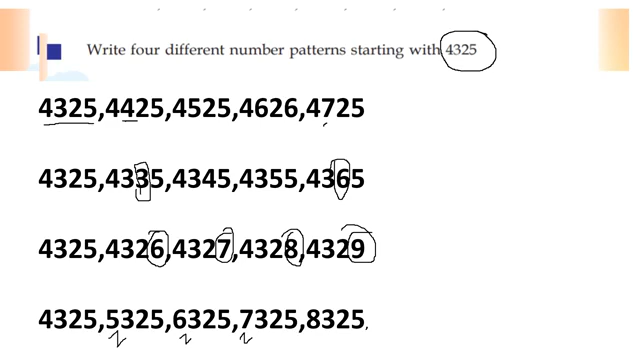 Write four different number patterns starting with 4325
4325,4425,4525,4626,4725
4325,4335,4345,4355,4365
4325,4326,4327,4328,4329
4325,5325,6325,7325,8325